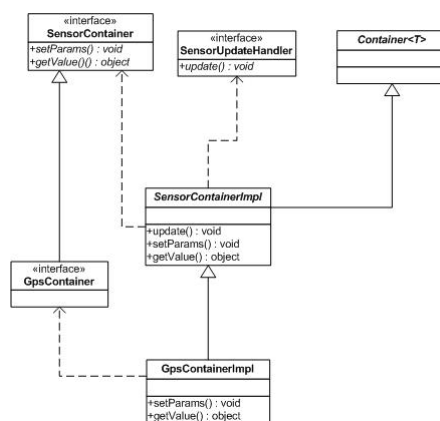 «interface»
SensorContainer
+setParams() : void
+getValue()() : object
«interface»
SensorUpdateHandler
+update() : void
Container<T>
SensorContainerImpl
+update() : void
+setParams() : void
+getValue() : object
«interface»
GpsContainer
GpsContainerImpl
+setParams() : void
+getValue() : object